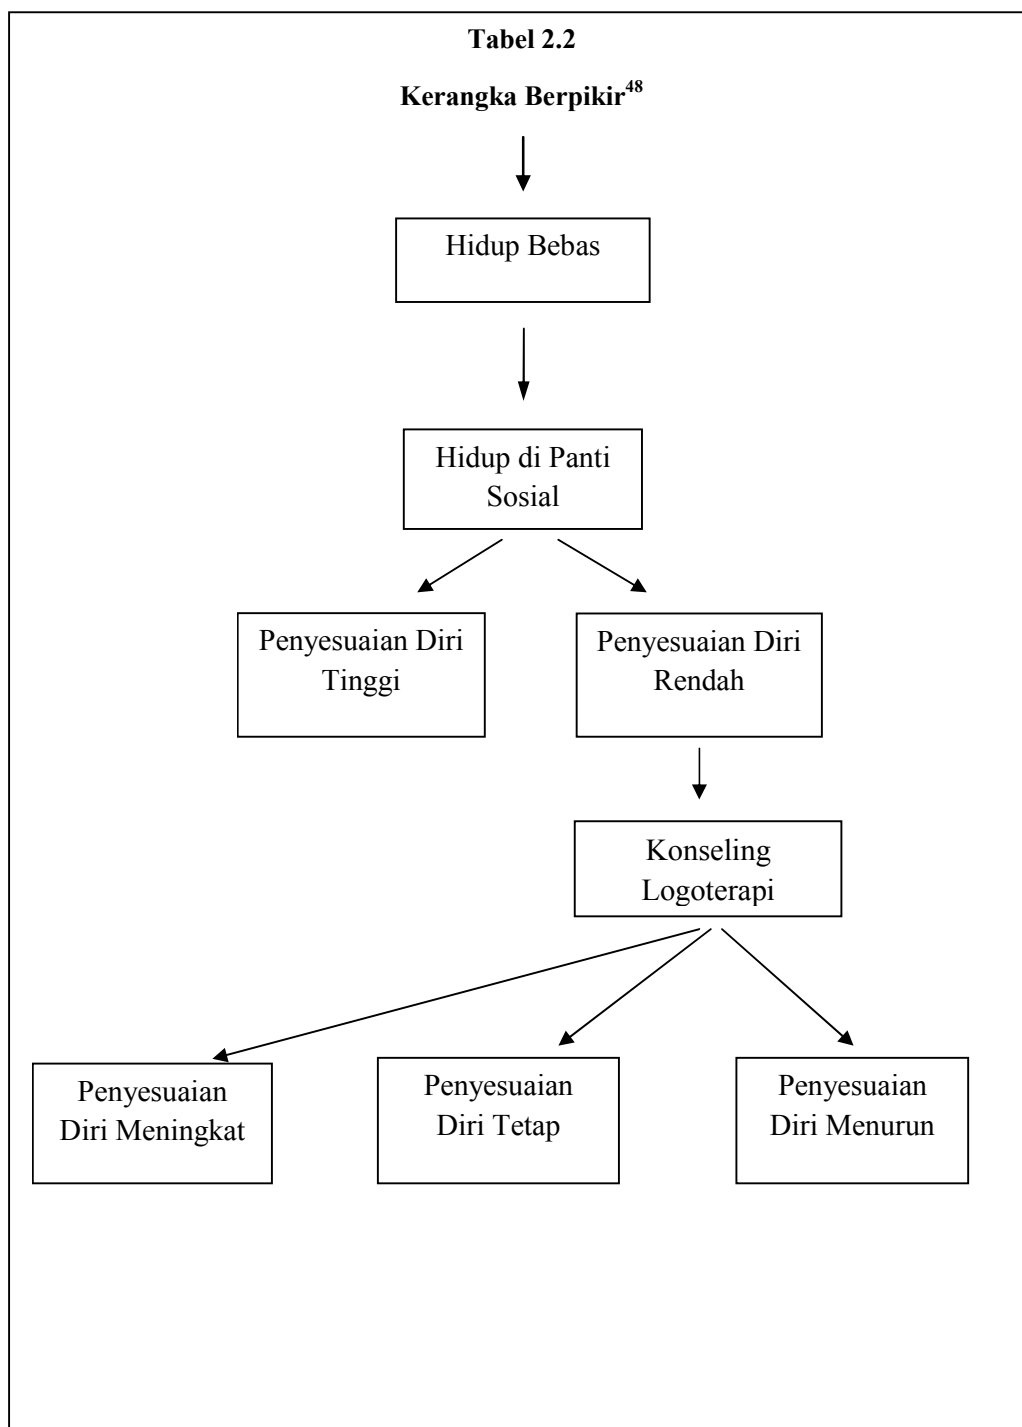 Tabel 2.2
Kerangka Berpikir48
Hidup Bebas
Hidup di Panti
Sosial
Penyesuaian Diri
Tinggi
Penyesuaian Diri
Rendah
Konseling
Logoterapi
Penyesuaian
Diri Meningkat
Penyesuaian
Diri Tetap
Penyesuaian
Diri Menurun